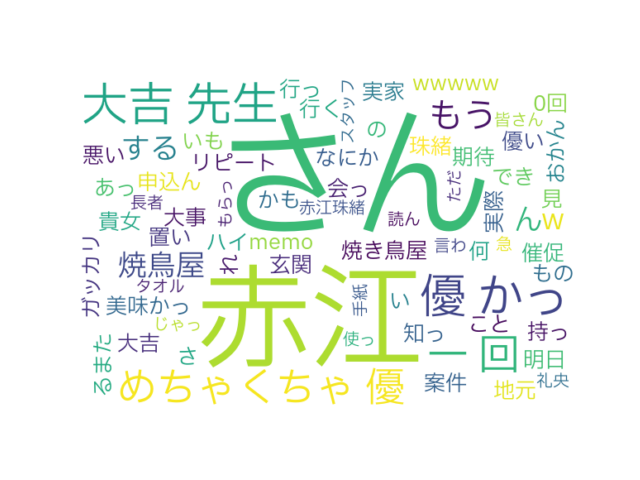 大吉 先生
行っ
行く
スタッフ
実家
wwwww
0回
皆さん
もう
さん
悪い
する
いも
リピート
の
なにか
珠緒
期待
優い
おかん
あっ
申込ん
長者
もらっ
かも
赤江珠緒
会っ
ただ
でき
見
貴女
大事
置い
ハイ
memo
読ん
実際
ん
w
ガッカリ
焼鳥屋
れ
玄関
焼き鳥屋
言わ
何
急
催促
タオル
赤江
手紙
い
優 かっ
もの
美味かっ
じゃっ
使っ
知っ
こと
持っ
るまた
大吉
さ
一回
明日
めちゃくちゃ 優
案件
地元
礼央